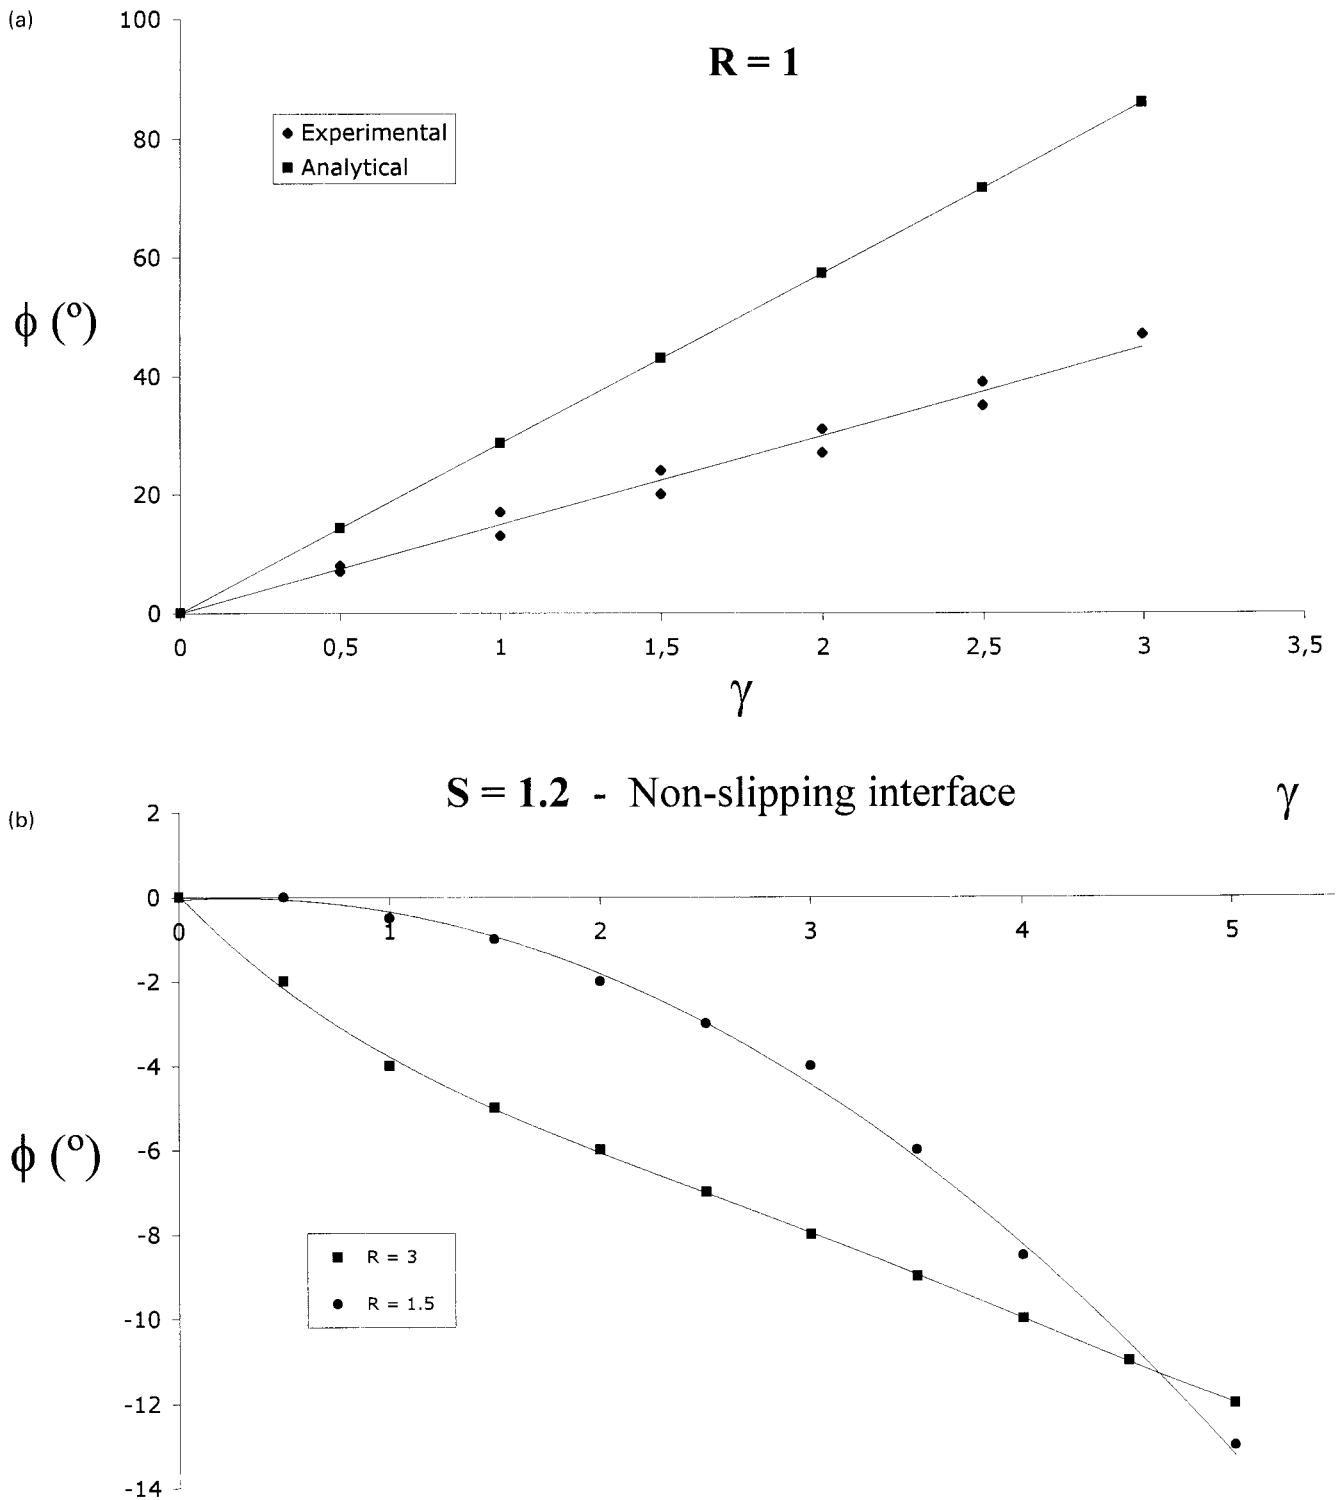 (a)
R = 1
100
80
60
40
20
0
ϕ (º)
Experimental
Analytical
0 0,5 1 1,5 2 2,5 3 3,5
γ
S = 1.2 - Non-slipping interface
γ
(b)
2
0
-2
-4
-6
-8
-10
-12
-14
0 1 2 3 4 5
ϕ (º)
R = 3
R = 1.5